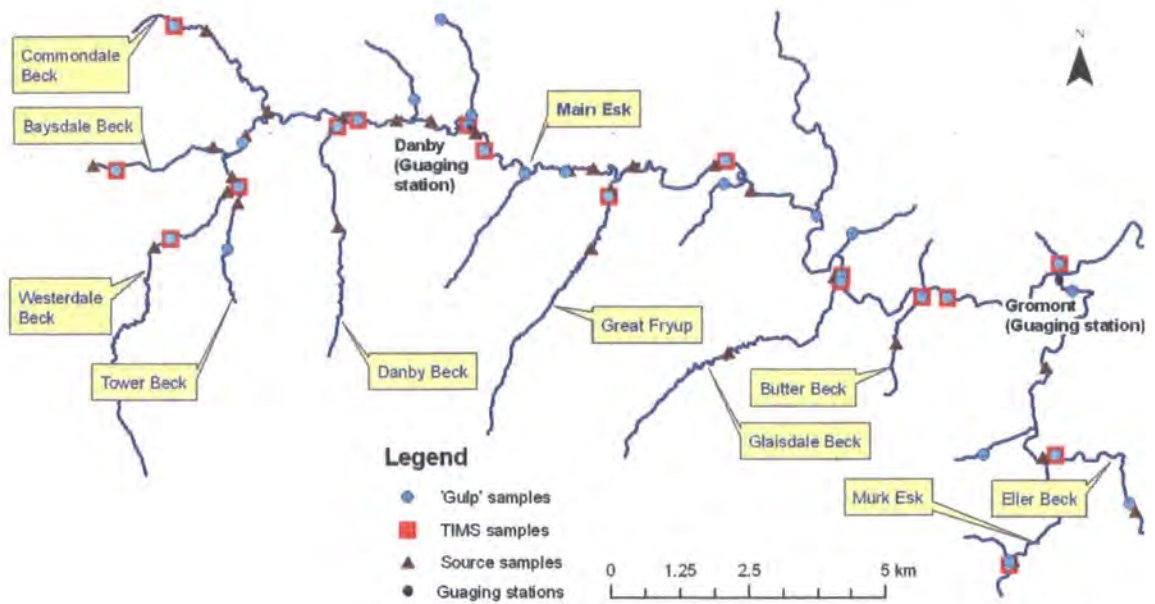 N
Commondale
Beck
Baysdale Beck
Main Esk
Danby
(Guaging
station)
Westerdale
Beck
Great Fryup
Gromont
(Guaging station)
Tower Beck
Danby Beck
Butter Beck
Glaisdale Beck
Murk Esk
Eller Beck
Legend
'Gulp' samples
TIMS samples
Source samples
Guaging stations
0 1.25 2.5 5 km